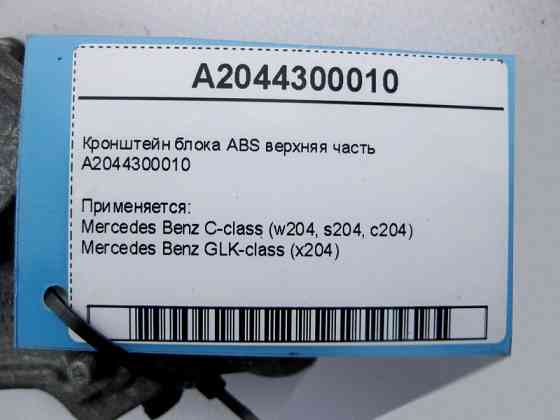 A2044300010
Кронштейн блока ABS верхняя часть
A2044300010
Применяется:
Mercedes Benz C-class (w204, s204, c204)
Mercedes Benz GLK-class (x204)